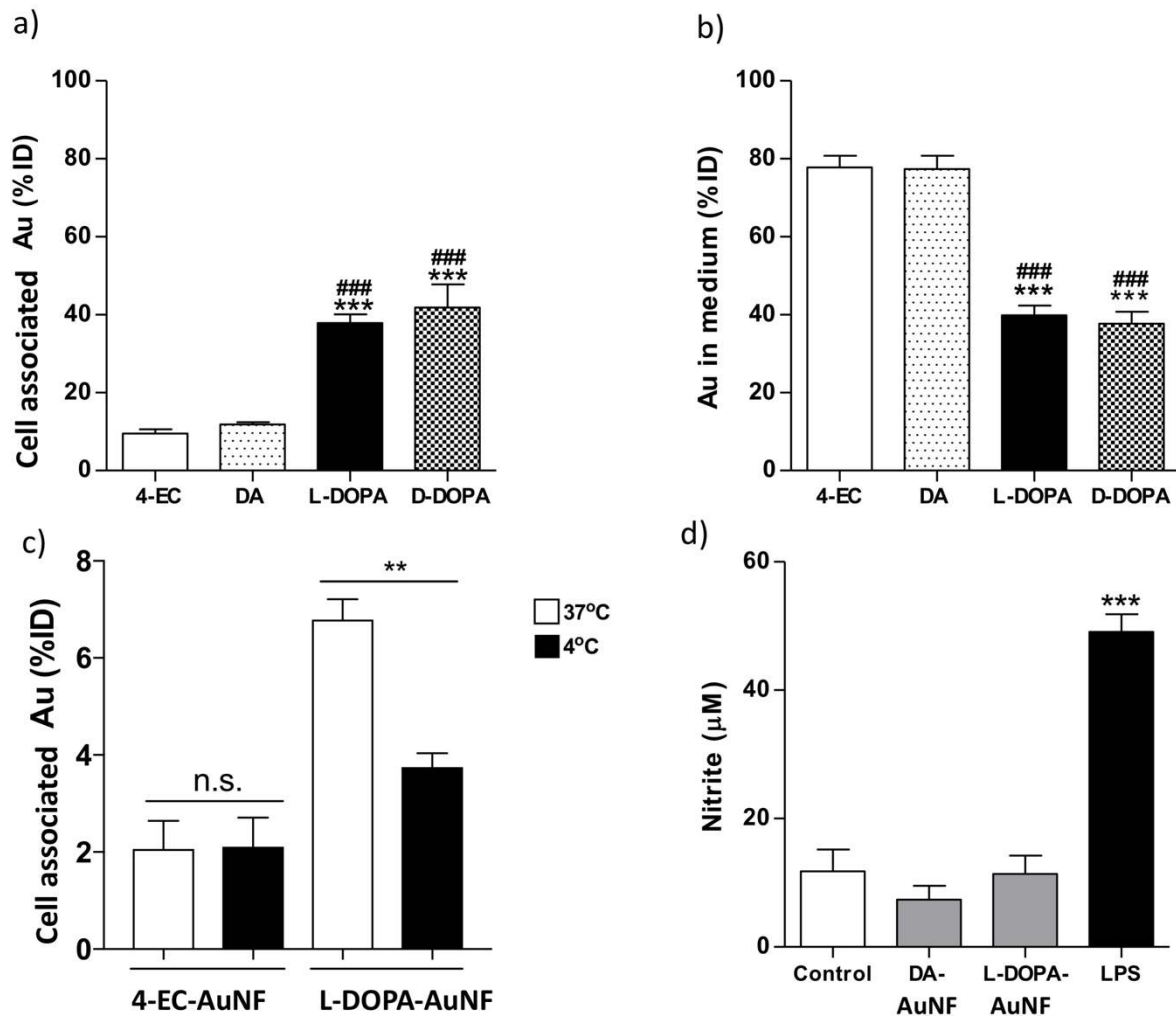 a)
Cell associated Au (%ID)
100
80
60
40
20
0
###
***
###
***
4-EC DA L-DOPA D-DOPA
b)
Au in medium (%ID)
100
80
60
40
20
0
###
***
###
***
4-EC DA L-DOPA D-DOPA
c)
Cell associated Au (%ID)
8
6
4
2
0
n.s.
**
37°C
4°C
4-EC-AuNF L-DOPA-AuNF
d)
Nitrite (μM)
60
40
20
0
***
Control DA- L-DOPA- LPS
AuNF AuNF